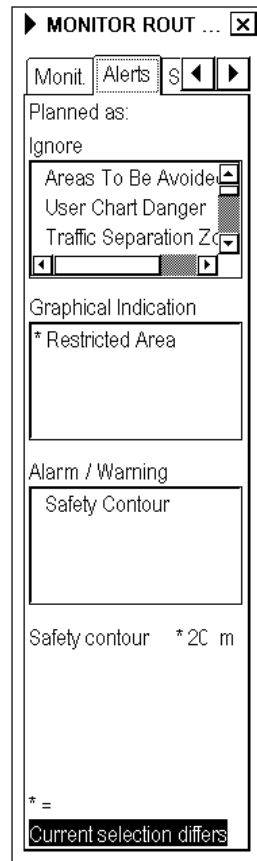 MONITOR ROUT ...
Monit. Alerts S
Planned as:
Ignore
Areas To Be Avoided
User Chart Danger
Traffic Separation Zo
Graphical Indication
* Restricted Area
Alarm / Warning
Safety Contour
Safety contour * 20 m
* =
Current selection differs